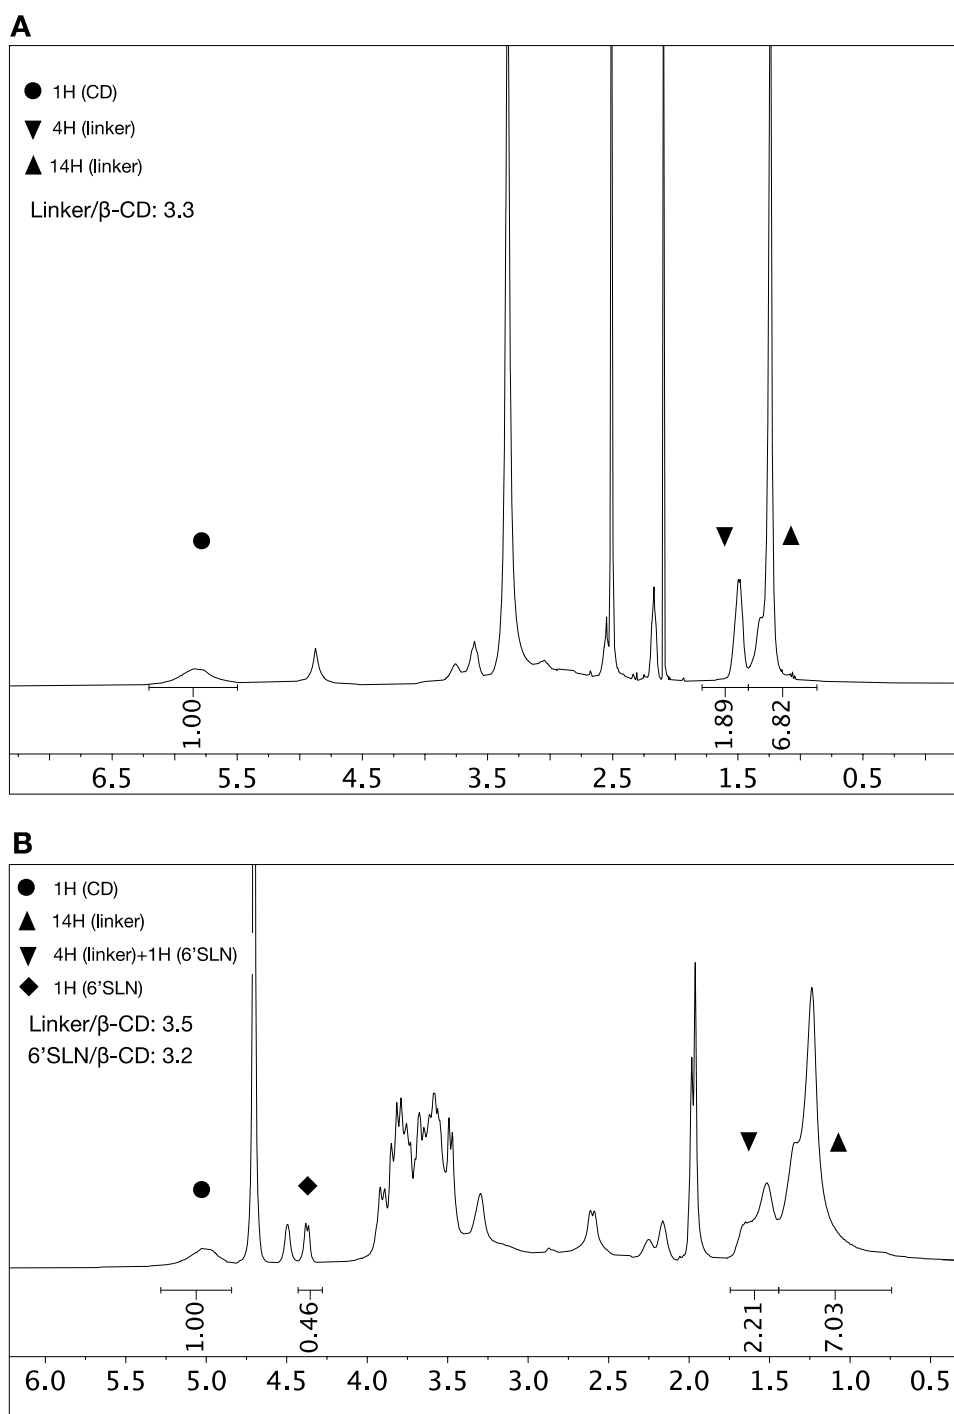 A
1H (CD)
4H (linker)
14H (linker)
Linker/β-CD: 3.3
1.00
1.89
6.82
6.5 5.5 4.5 3.5 2.5 1.5 0.5
B
1H (CD)
14H (linker)
4H (linker)+1H (6’SLN)
1H (6’SLN)
Linker/β-CD: 3.5
6’SLN/β-CD: 3.2
1.00
0.46
2.21
7.03
6.0 5.0 4.5 4.0 3.5 3.0 2.5 2.0 1.5 1.0 0.5